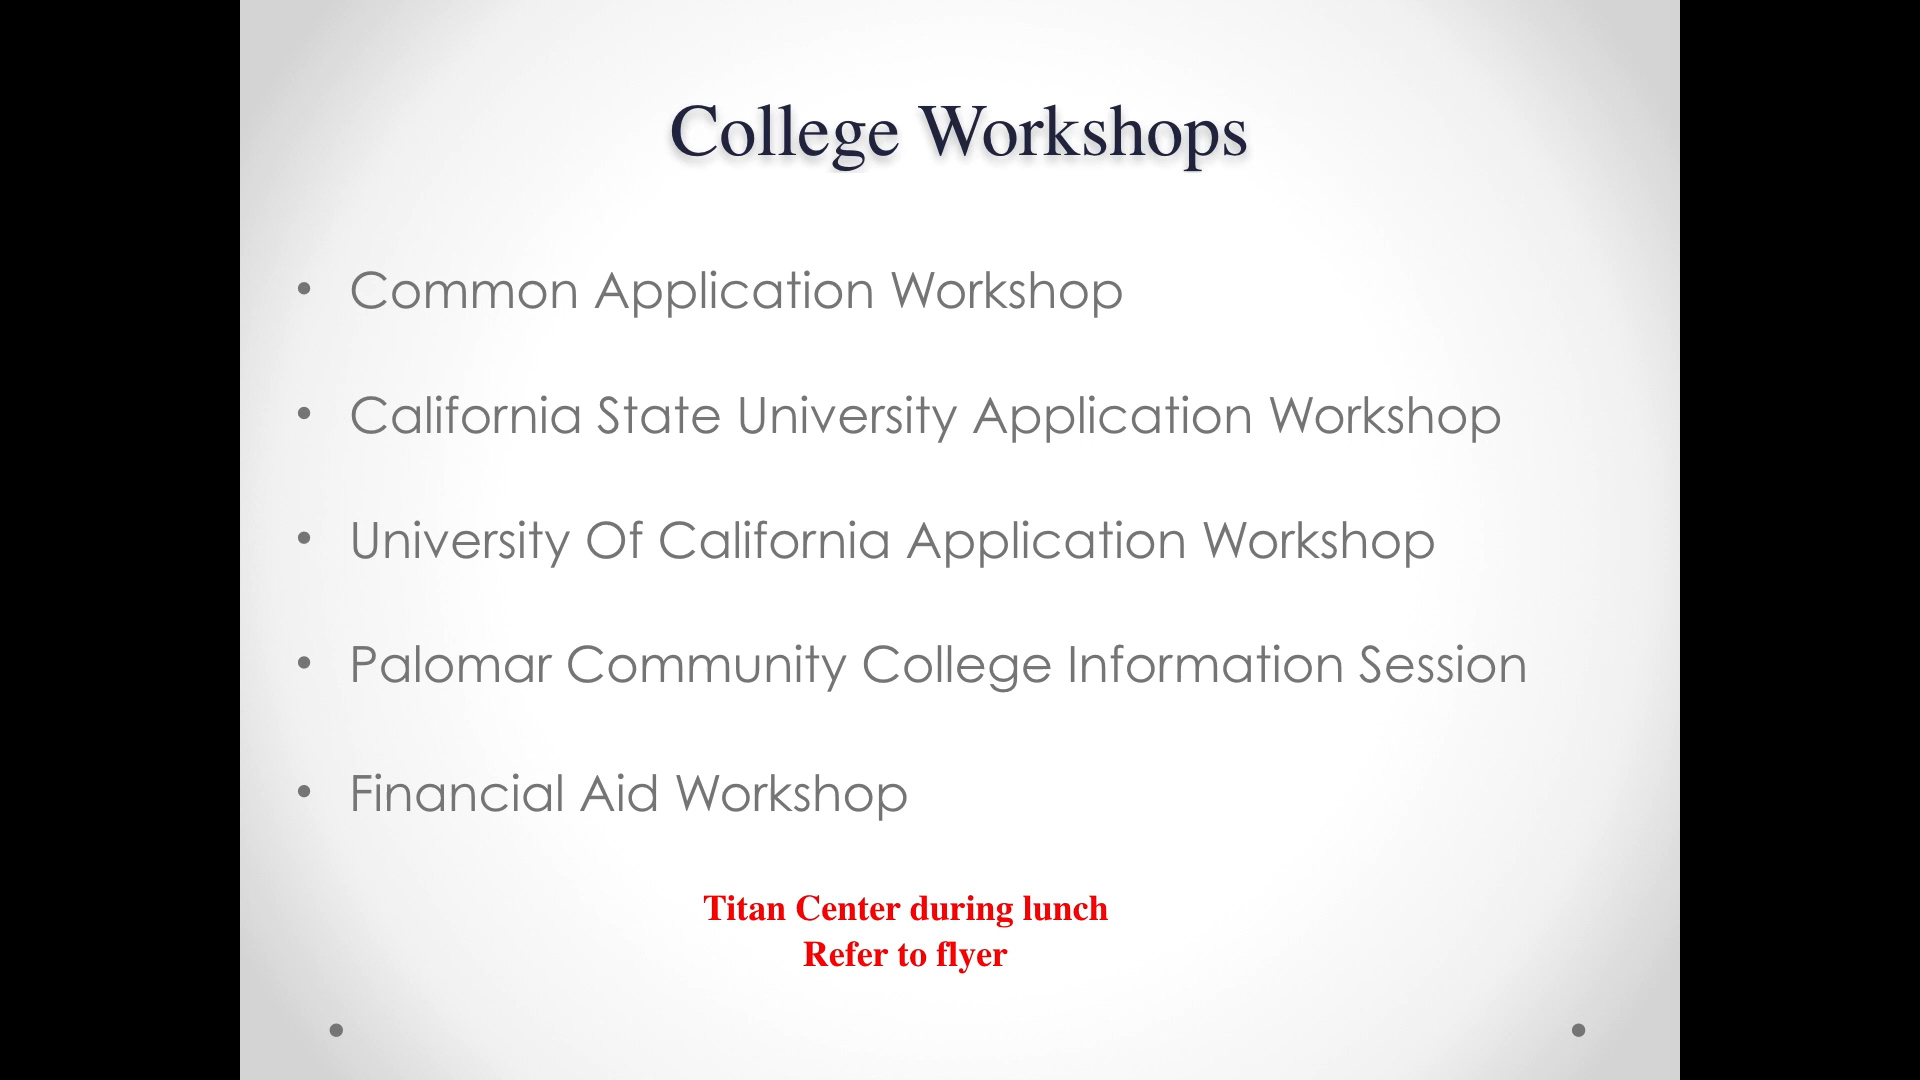 College Workshops
• Common Application Workshop
• California State University Application Workshop
• University Of California Application Workshop
• Palomar Community College Information Session
• Financial Aid Workshop
Titan Center during lunch
Refer to flyer